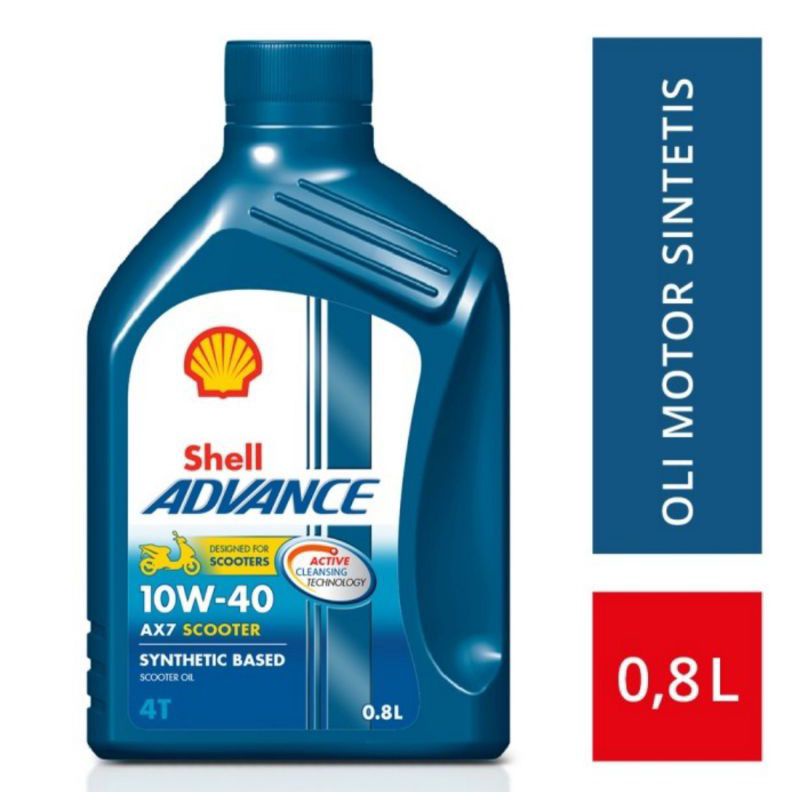 Shell
ADVANCE
DESIGNED FOR
SCOOTERS
ACTIVE
CLEANSING
TECHNOLOGY
10W-40
AX7 SCOOTER
SYNTHETIC BASED
SCOOTER OIL
4T
0.8L
OLI MOTOR SINTETIS
0,8 L